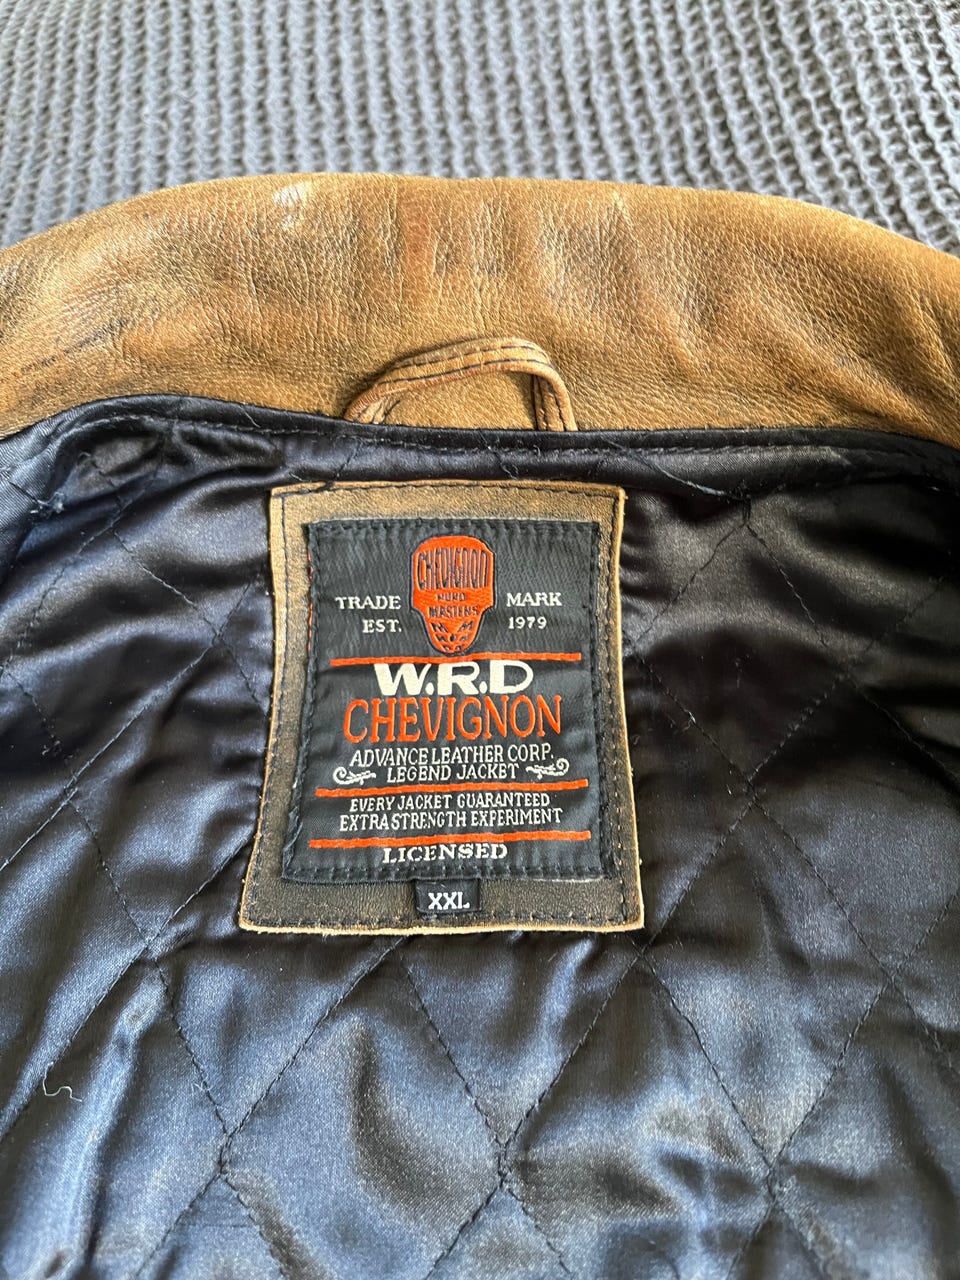 CHEVIGNON
MASTERS
TRADE MARK
EST. 1979
W.R.D
CHEVIGNON
ADVANCE LEATHER CORP.
LEGEND JACKET
EVERY JACKET GUARANTEED
EXTRA STRENGTH EXPERIMENT
LICENSED
XXL